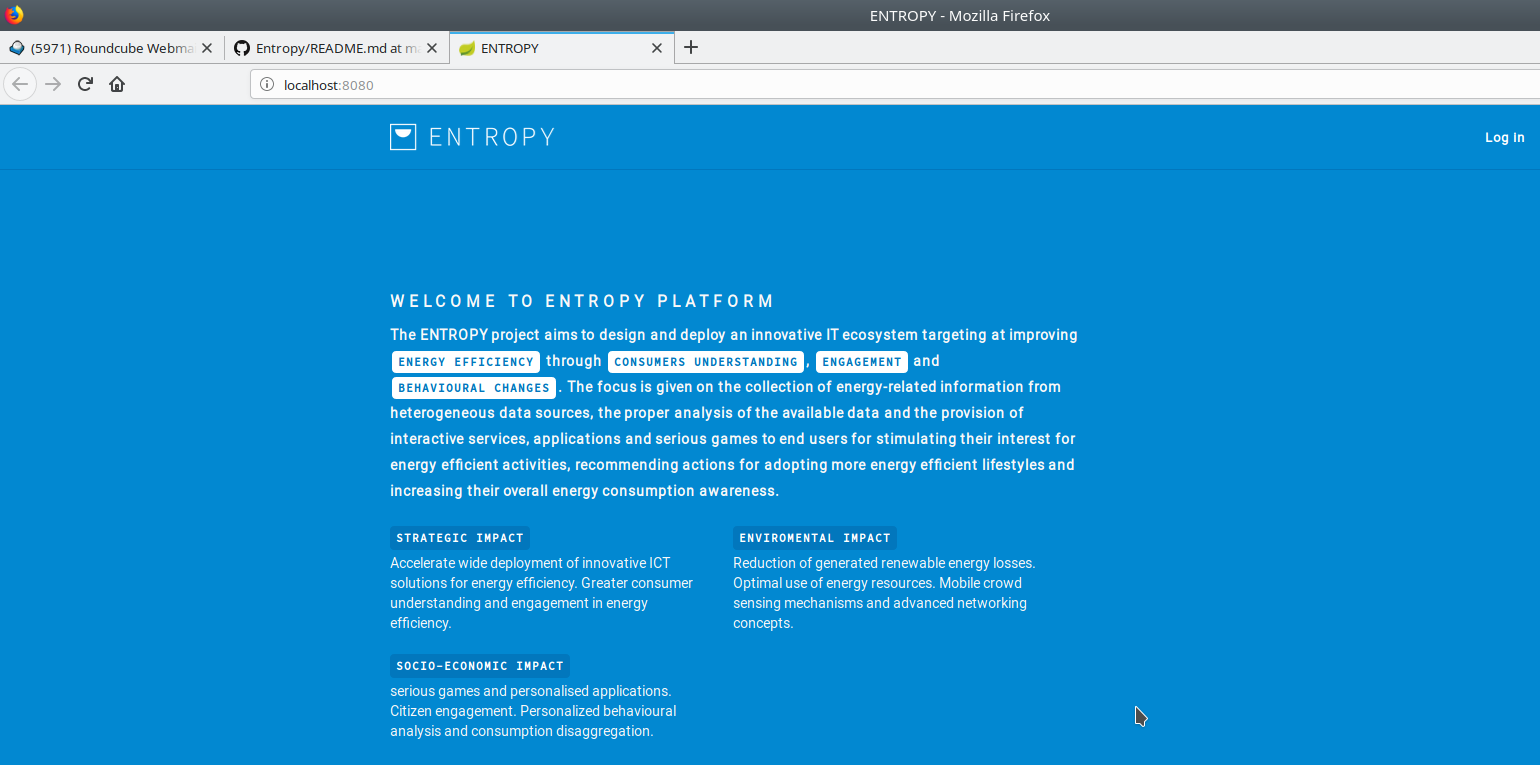 ENTROPY - Mozilla Firefox
(5971) Roundcube Webma
Entropy/README.md at ma
ENTROPY
localhost:8080
ENTROPY
Log in
WELCOME TO ENTROPY PLATFORM
The ENTROPY project aims to design and deploy an innovative IT ecosystem targeting at improving
ENERGY EFFICIENCY through CONSUMERS UNDERSTANDING , ENGAGEMENT and
BEHAVIOURAL CHANGES . The focus is given on the collection of energy-related information from
heterogeneous data sources, the proper analysis of the available data and the provision of
interactive services, applications and serious games to end users for stimulating their interest for
energy efficient activities, recommending actions for adopting more energy efficient lifestyles and
increasing their overall energy consumption awareness.
STRATEGIC IMPACT
Accelerate wide deployment of innovative ICT
solutions for energy efficiency. Greater consumer
understanding and engagement in energy
efficiency.
ENVIROMENTAL IMPACT
Reduction of generated renewable energy losses.
Optimal use of energy resources. Mobile crowd
sensing mechanisms and advanced networking
concepts.
SOCIO-ECONOMIC IMPACT
serious games and personalised applications.
Citizen engagement. Personalized behavioural
analysis and consumption disaggregation.